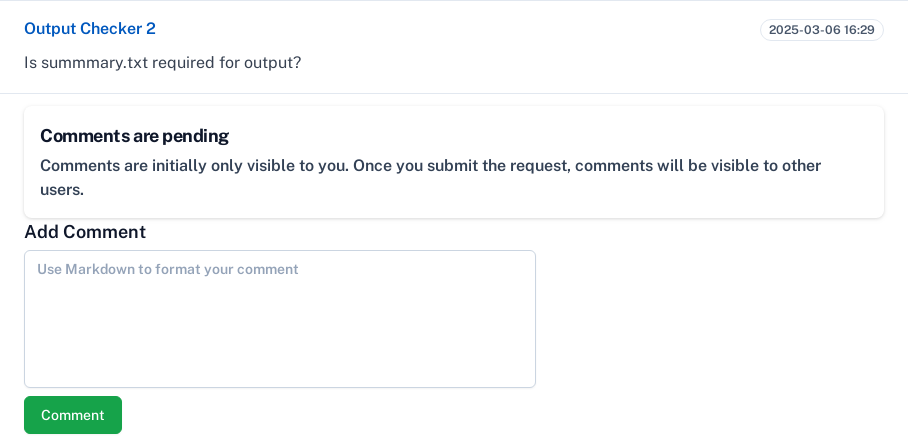 Output Checker 2
2025-03-06 16:29
Is summmary.txt required for output?
Comments are pending
Comments are initially only visible to you. Once you submit the request, comments will be visible to other
users.
Add Comment
Use Markdown to format your comment
Comment